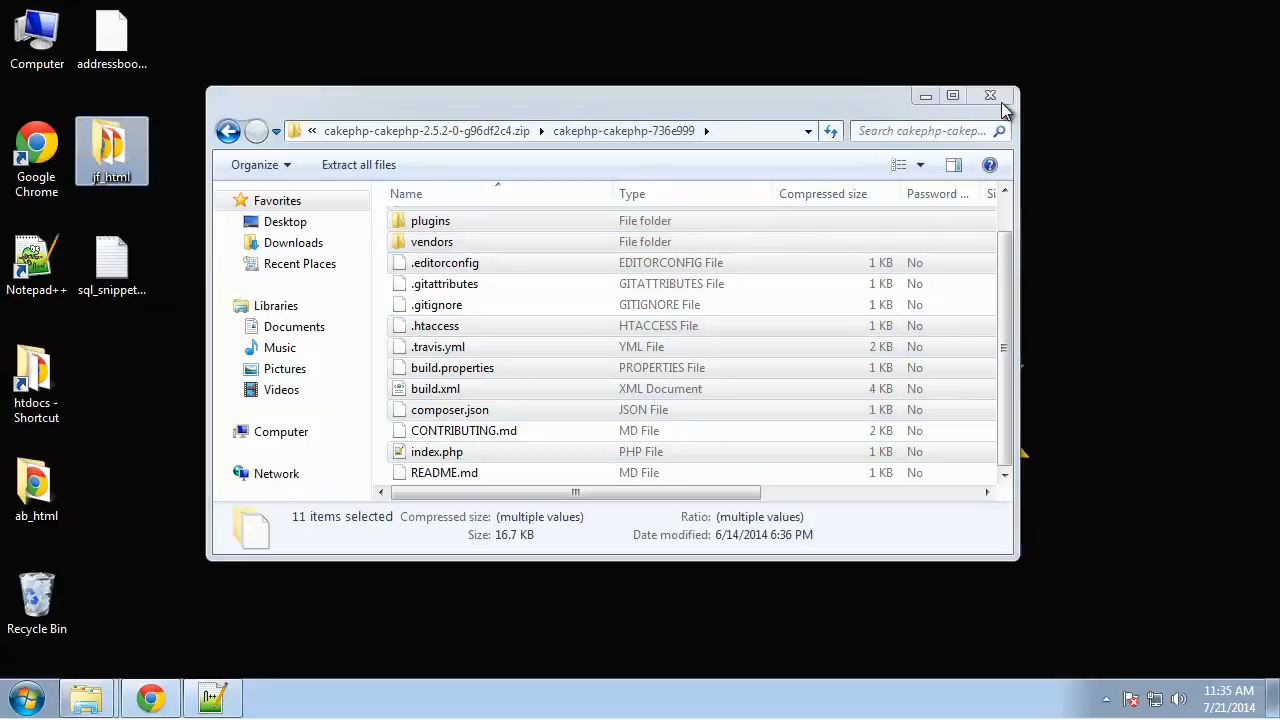 Computer
addressboo...
Google
Chrome
jf_html
Notepad++
sql_snippet...
htdocs -
Shortcut
ab_html
Recycle Bin
« cakephp-cakephp-2.5.2-0-g96df2c4.zip cakephp-cakephp-736e999
Search cakephp-cakep...
Organize Extract all files
Favorites
Desktop
Downloads
Recent Places
Libraries
Documents
Music
Pictures
Videos
Computer
Network
Name Type Compressed size Password ... Si
plugins File folder
vendors File folder
.editorconfig EDITORCONFIG File 1 KB No
.gitattributes GITATTRIBUTES File 1 KB No
.gitignore GITIGNORE File 1 KB No
.htaccess HTACCESS File 1 KB No
.travis.yml YML File 2 KB No
build.properties PROPERTIES File 1 KB No
build.xml XML Document 4 KB No
composer.json JSON File 1 KB No
CONTRIBUTING.md MD File 2 KB No
index.php PHP File 1 KB No
README.md MD File 1 KB No
11 items selected Compressed size: (multiple values) Ratio: (multiple values)
Size: 16.7 KB Date modified: 6/14/2014 6:36 PM
11:35 AM
7/21/2014